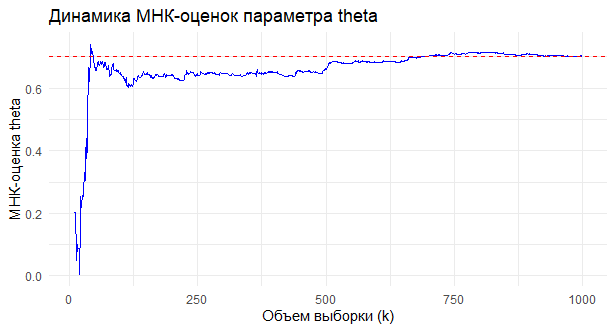 Динамика МНК-оценок параметра theta
МНК-оценка theta
0.6
0.4
0.2
0.0
0 250 500 750 1000
Объем выборки (k)